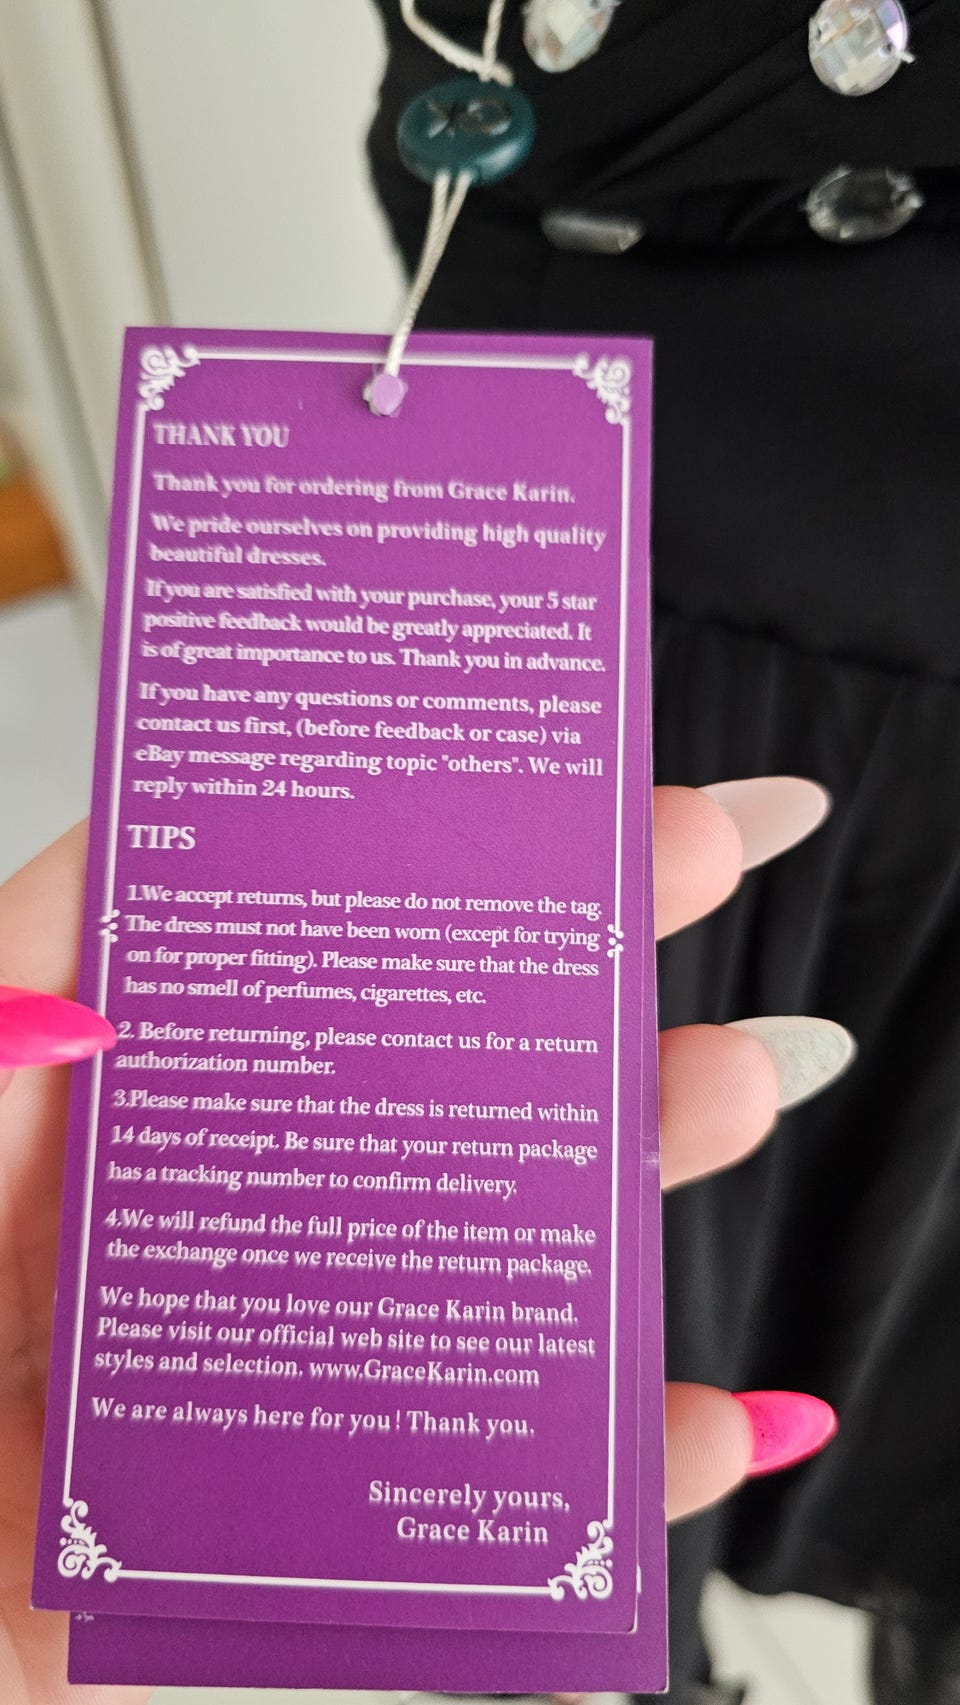 THANK YOU
Thank you for ordering from Grace Karin.
We pride ourselves on providing high quality
beautiful dresses.
If you are satisfied with your purchase, your 5 star
positive feedback would be greatly appreciated. It
is of great importance to us. Thank you in advance.
If you have any questions or comments, please
contact us first, (before feedback or case) via
eBay message regarding topic "others". We will
reply within 24 hours.
TIPS
1.We accept returns, but please do not remove the tag.
The dress must not have been worn (except for trying
on for proper fitting). Please make sure that the dress
has no smell of perfumes, cigarettes, etc.
2. Before returning, please contact us for a return
authorization number.
3.Please make sure that the dress is returned within
14 days of receipt. Be sure that your return package
has a tracking number to confirm delivery.
4.We will refund the full price of the item or make
the exchange once we receive the return package.
We hope that you love our Grace Karin brand.
Please visit our official web site to see our latest
styles and selection. www.GraceKarin.com
We are always here for you! Thank you.
Sincerely yours,
Grace Karin